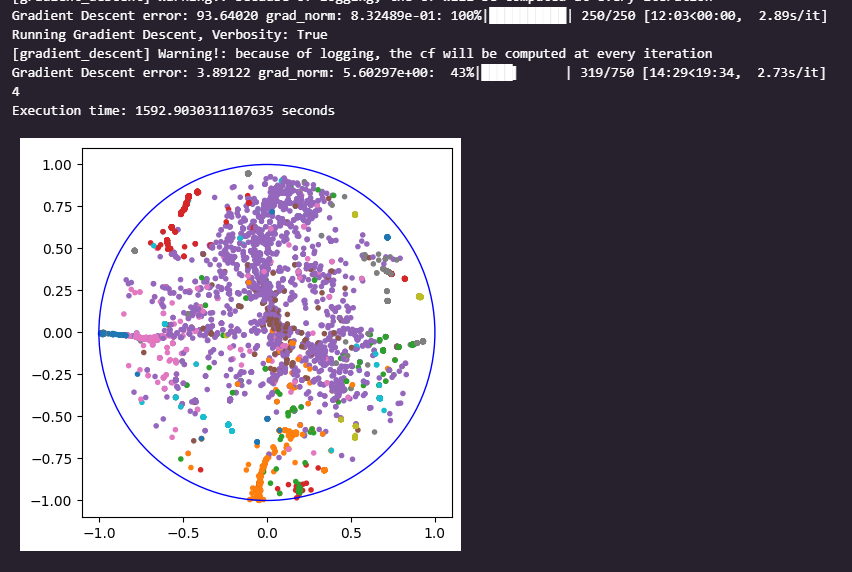 Gradient Descent error: 93.64020 grad_norm: 8.32489e-01: 100%|██████████| 250/250 [12:03<00:00, 2.89s/it]
Running Gradient Descent, Verbosity: True
[gradient_descent] Warning!: because of logging, the cf will be computed at every iteration
Gradient Descent error: 3.89122 grad_norm: 5.60297e+00: 43%|████▎ | 319/750 [14:29<19:34, 2.73s/it]
4
Execution time: 1592.9030311107635 seconds
1.00
0.75
0.50
0.25
0.00
−0.25
−0.50
−0.75
−1.00
−1.0 −0.5 0.0 0.5 1.0